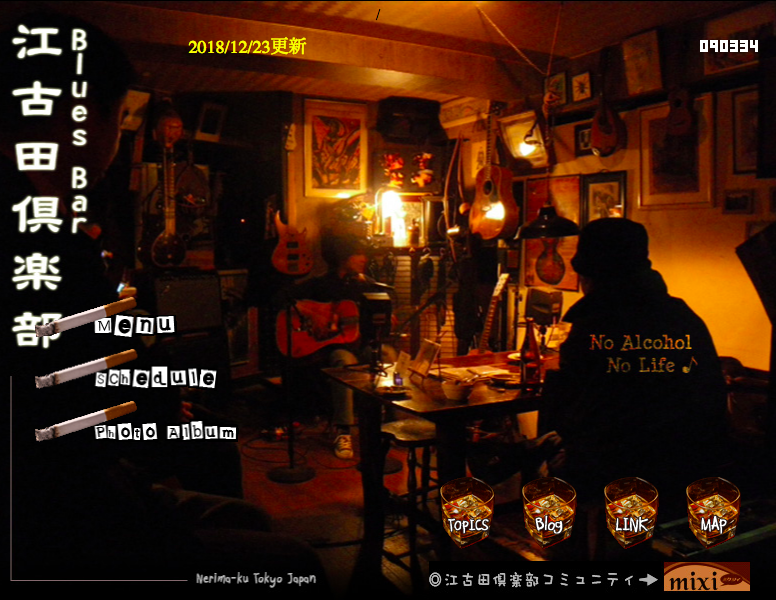 江古田倶楽部
Blues Bar
2018/12/23更新
090334
Menu
Schedule
Photo Album
No Alcohol
No Life ♪
TOPICS
Blog
LINK
MAP
Nerima-ku Tokyo Japan
◎江古田倶楽部コミュニティ→
mixi